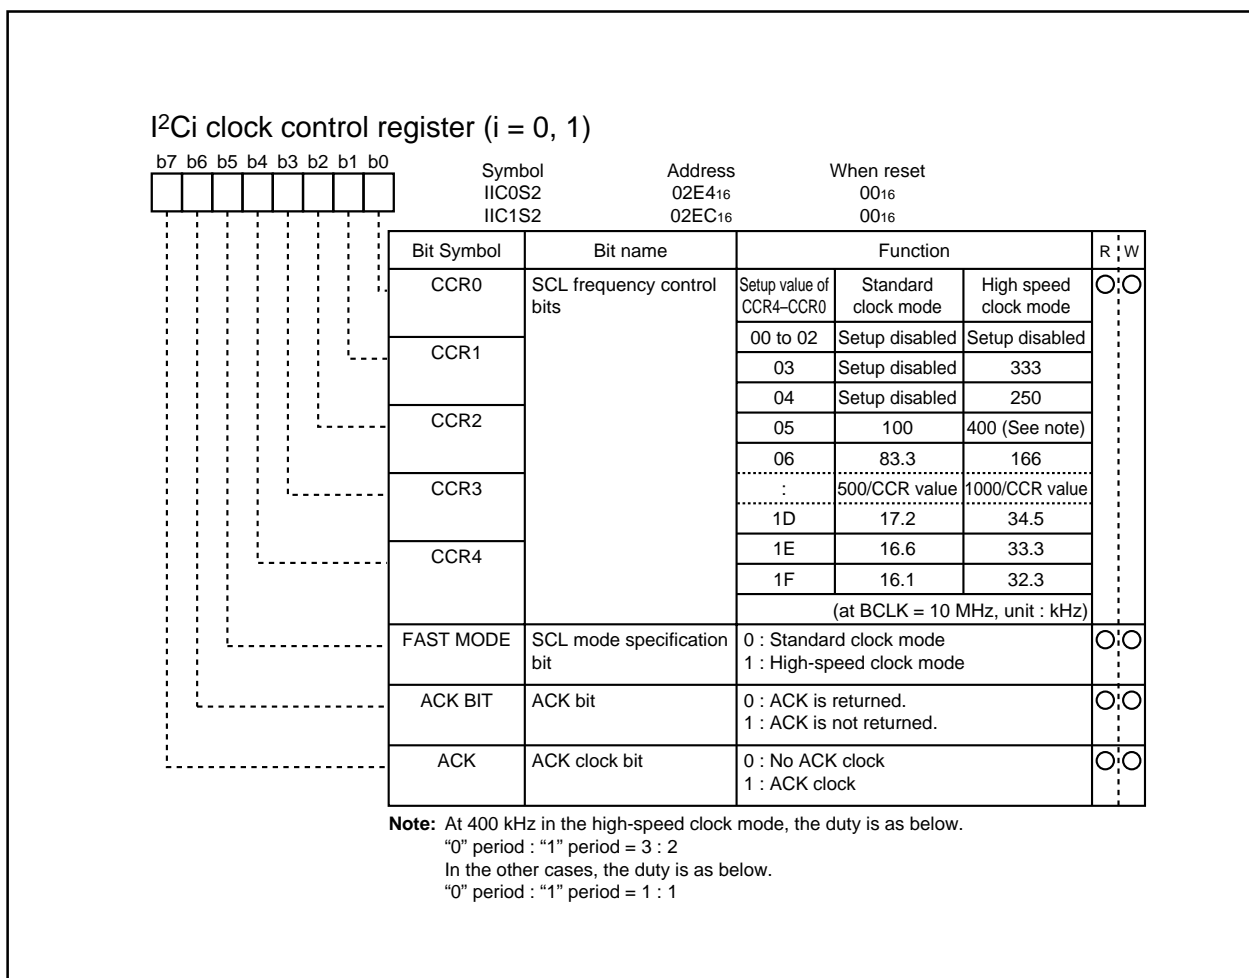 I²Ci clock control register (i = 0, 1)
b7 b6 b5 b4 b3 b2 b1 b0
Symbol Address When reset
IIC0S2 02E4₁₆ 00₁₆
IIC1S2 02EC₁₆ 00₁₆
Bit Symbol Bit name Function R W
CCR0 SCL frequency control bits
Setup value of CCR4–CCR0 Standard clock mode High speed clock mode
00 to 02 Setup disabled Setup disabled
CCR1
03 Setup disabled 333
04 Setup disabled 250
CCR2
05 100 400 (See note)
06 83.3 166
CCR3
: 500/CCR value 1000/CCR value
1D 17.2 34.5
CCR4
1E 16.6 33.3
1F 16.1 32.3
(at BCLK = 10 MHz, unit : kHz)
FAST MODE SCL mode specification bit
0 : Standard clock mode
1 : High-speed clock mode
ACK BIT ACK bit
0 : ACK is returned.
1 : ACK is not returned.
ACK ACK clock bit
0 : No ACK clock
1 : ACK clock
Note: At 400 kHz in the high-speed clock mode, the duty is as below.
“0” period : “1” period = 3 : 2
In the other cases, the duty is as below.
“0” period : “1” period = 1 : 1